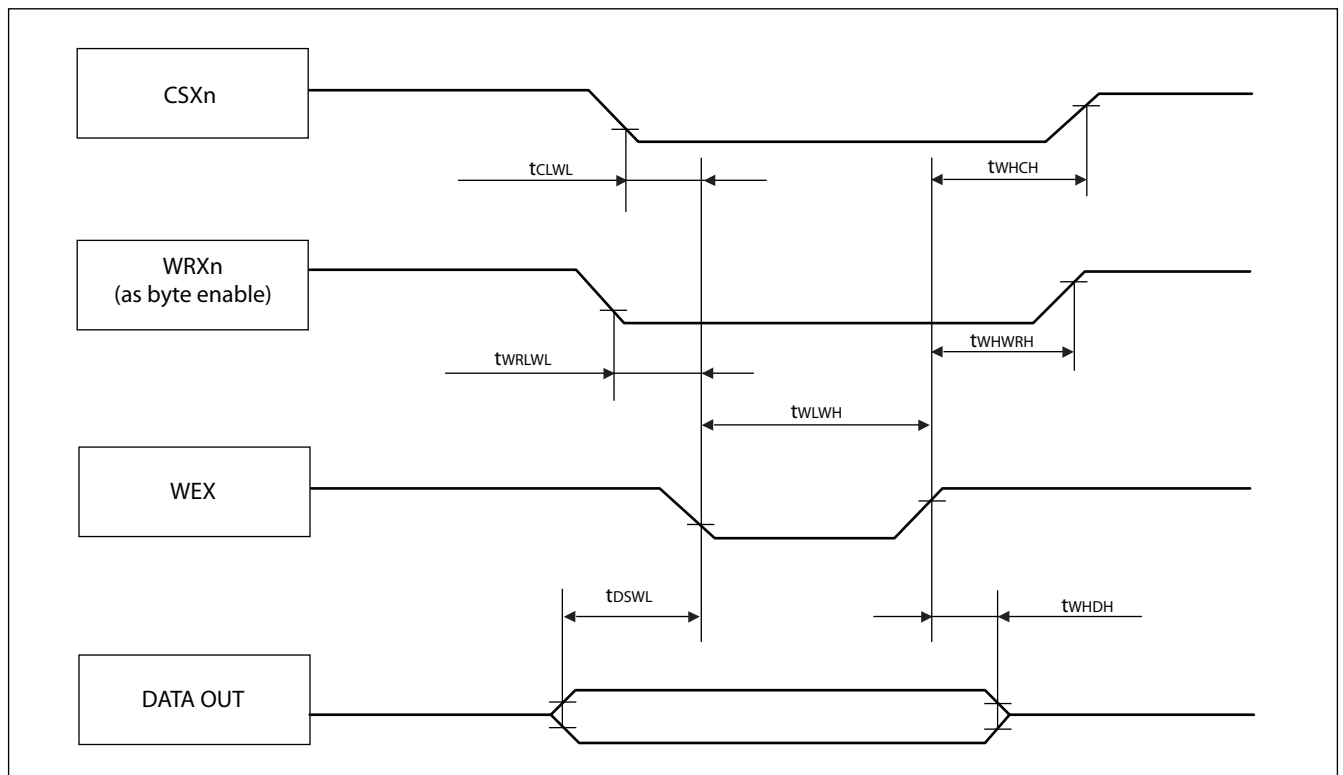 CSXn
tCLWL
tWHCH
WRXn
(as byte enable)
tWRLWL
tWHWRH
tWLWH
WEX
tDSWL
tWHDH
DATA OUT